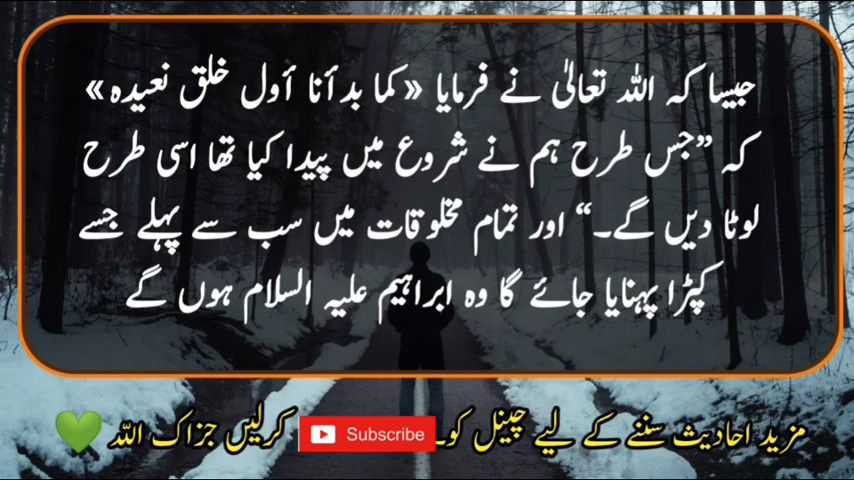 جیسا کہ اللہ تعالیٰ نے فرمایا «كما بدأنا أول خلق نعيده»
کہ ”جس طرح ہم نے شروع میں پیدا کیا تھا اسی طرح
لوٹا دیں گے۔“ اور تمام مخلوقات میں سب سے پہلے جسے
کپڑا پہنایا جائے گا وہ ابراہیم علیہ السلام ہوں گے
مزید احادیث سننے کے لیے چینل کو۔ Subscribe کرلیں جزاک اللہ 💚